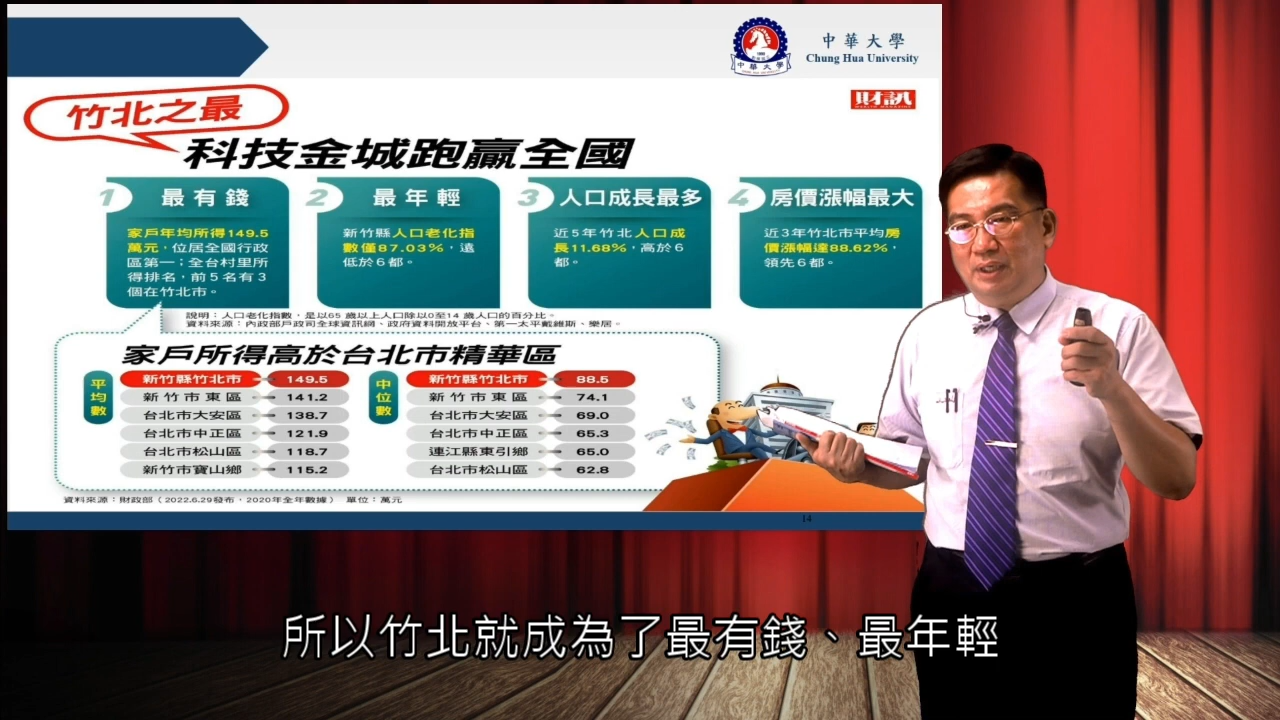 中華大學
Chung Hua University
中華大學
財訊
竹北之最
科技金城跑贏全國
1 最有錢
家戶年均所得149.5
萬元，位居全國行政
區第一；全台村里所
得排名，前5名有3
個在竹北市。
2 最年輕
新竹縣人口老化指
數僅87.03%，遠
低於6都。
3 人口成長最多
近5年竹北人口成
長11.68%，高於6
都。
4 房價漲幅最大
近3年竹北市平均房
價漲幅達88.62%，
領先6都。
說明：人口老化指數，是以65 歲以上人口除以0至14 歲人口的百分比。
資料來源：內政部戶政司全球資訊網、政府資料開放平台、第一太平戴維斯、樂居。
家戶所得高於台北市精華區
平均數
新竹縣竹北市 149.5
新竹市東區 141.2
台北市大安區 138.7
台北市中正區 121.9
台北市松山區 118.7
新竹市寶山鄉 115.2
中位數
新竹縣竹北市 88.5
新竹市東區 74.1
台北市大安區 69.0
台北市中正區 65.3
連江縣東引鄉 65.0
台北市松山區 62.8
資料來源：財政部（2022.6.29發布，2020年全年數據） 單位：萬元
14
所以竹北就成為了最有錢、最年輕